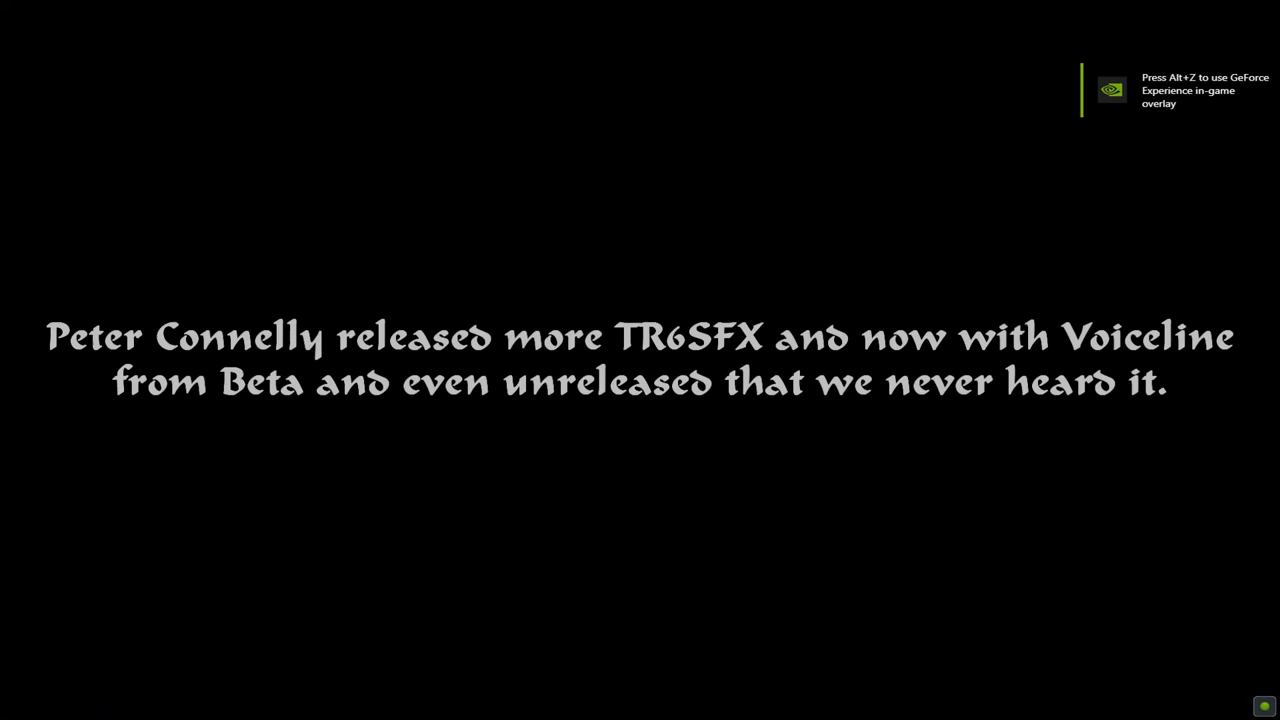 Press Alt+Z to use GeForce
Experience in-game
overlay
Peter Connelly released more TR6SFX and now with Voiceline
from Beta and even unreleased that we never heard it.